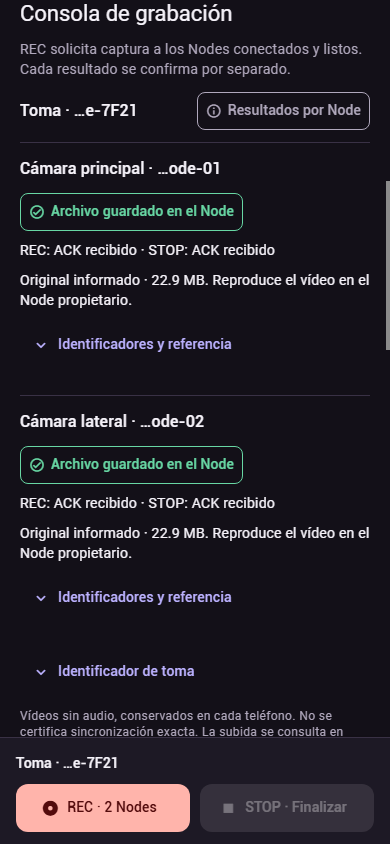 Consola de grabación
REC solicita captura a los Nodes conectados y listos.
Cada resultado se confirma por separado.
Toma · …e-7F21
Resultados por Node
Cámara principal · …ode-01
Archivo guardado en el Node
REC: ACK recibido · STOP: ACK recibido
Original informado · 22.9 MB. Reproduce el vídeo en el
Node propietario.
Identificadores y referencia
Cámara lateral · …ode-02
Archivo guardado en el Node
REC: ACK recibido · STOP: ACK recibido
Original informado · 22.9 MB. Reproduce el vídeo en el
Node propietario.
Identificadores y referencia
Identificador de toma
Vídeos sin audio, conservados en cada teléfono. No se
certifica sincronización exacta. La subida se consulta en
Toma · …e-7F21
REC · 2 Nodes
STOP · Finalizar